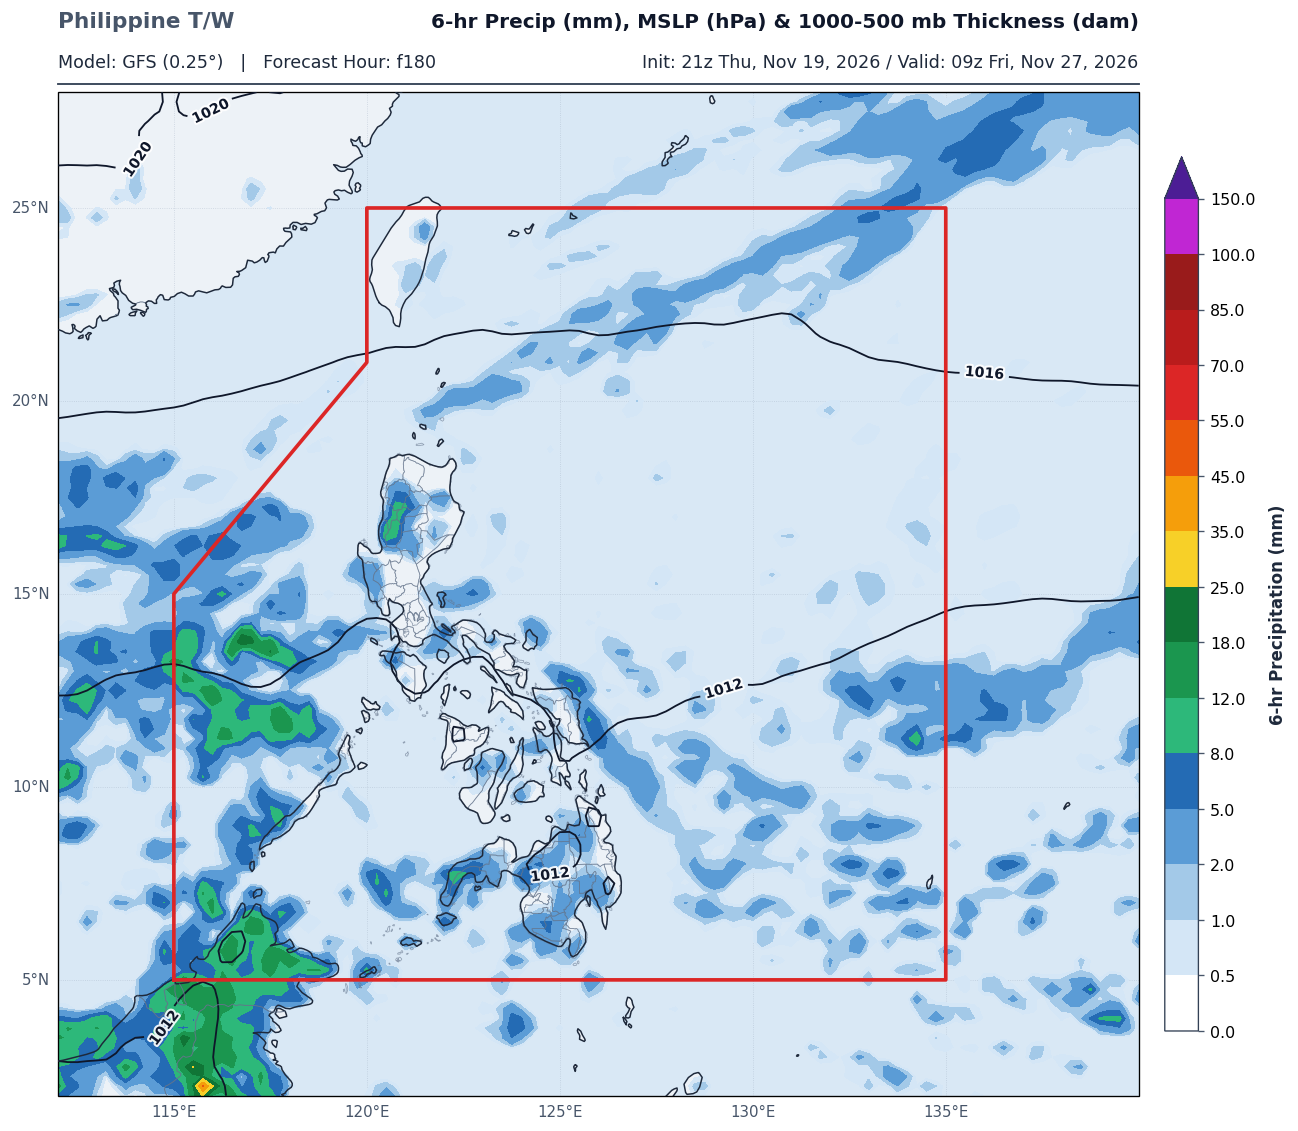 Philippine T/W
6-hr Precip (mm), MSLP (hPa) & 1000-500 mb Thickness (dam)
Model: GFS (0.25°) | Forecast Hour: f180
Init: 21z Thu, Nov 19, 2026 / Valid: 09z Fri, Nov 27, 2026
1020
1020
1016
1012
1012
1012
25°N
20°N
15°N
10°N
5°N
115°E
120°E
125°E
130°E
135°E
150.0
100.0
85.0
70.0
55.0
45.0
35.0
25.0
18.0
12.0
8.0
5.0
2.0
1.0
0.5
0.0
6-hr Precipitation (mm)